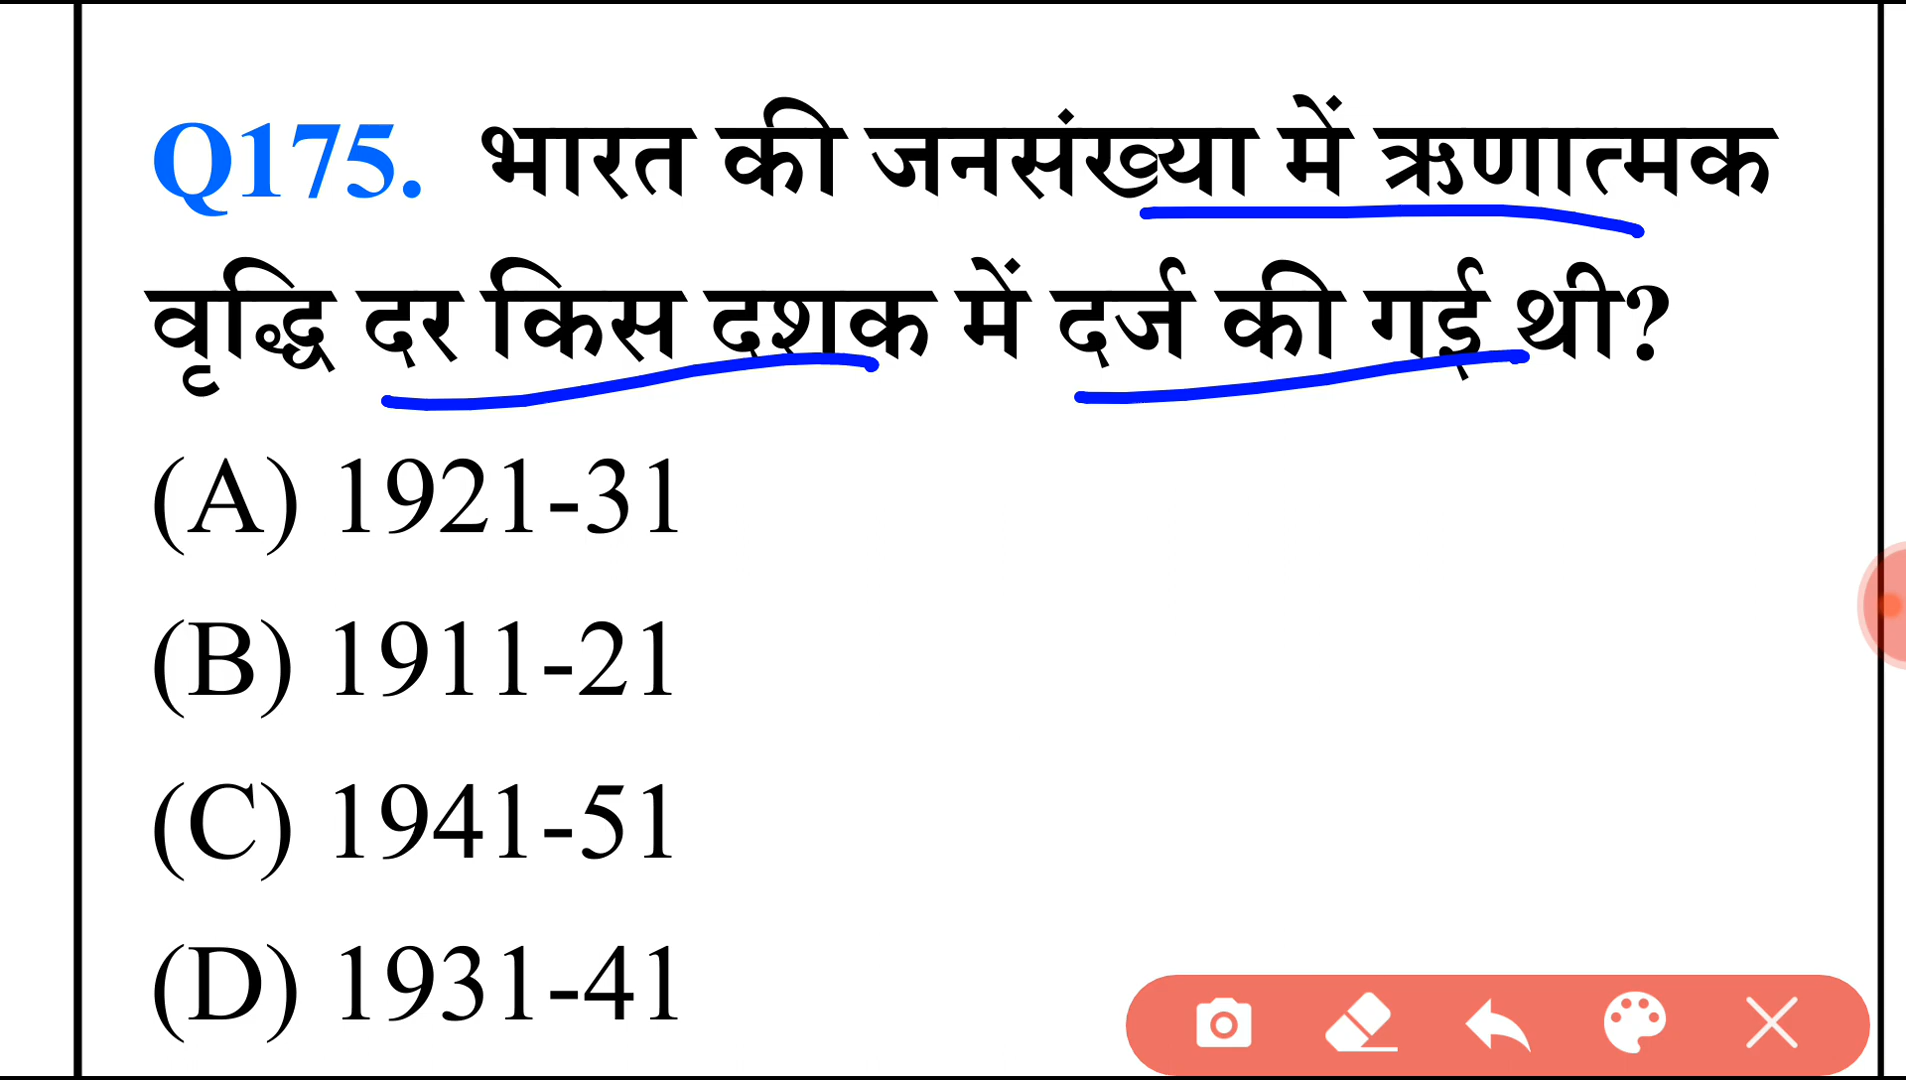 Q175. भारत की जनसंख्या में ऋणात्मक
वृद्धि दर किस दशक में दर्ज की गई थी?
(A) 1921-31
(B) 1911-21
(C) 1941-51
(D) 1931-41